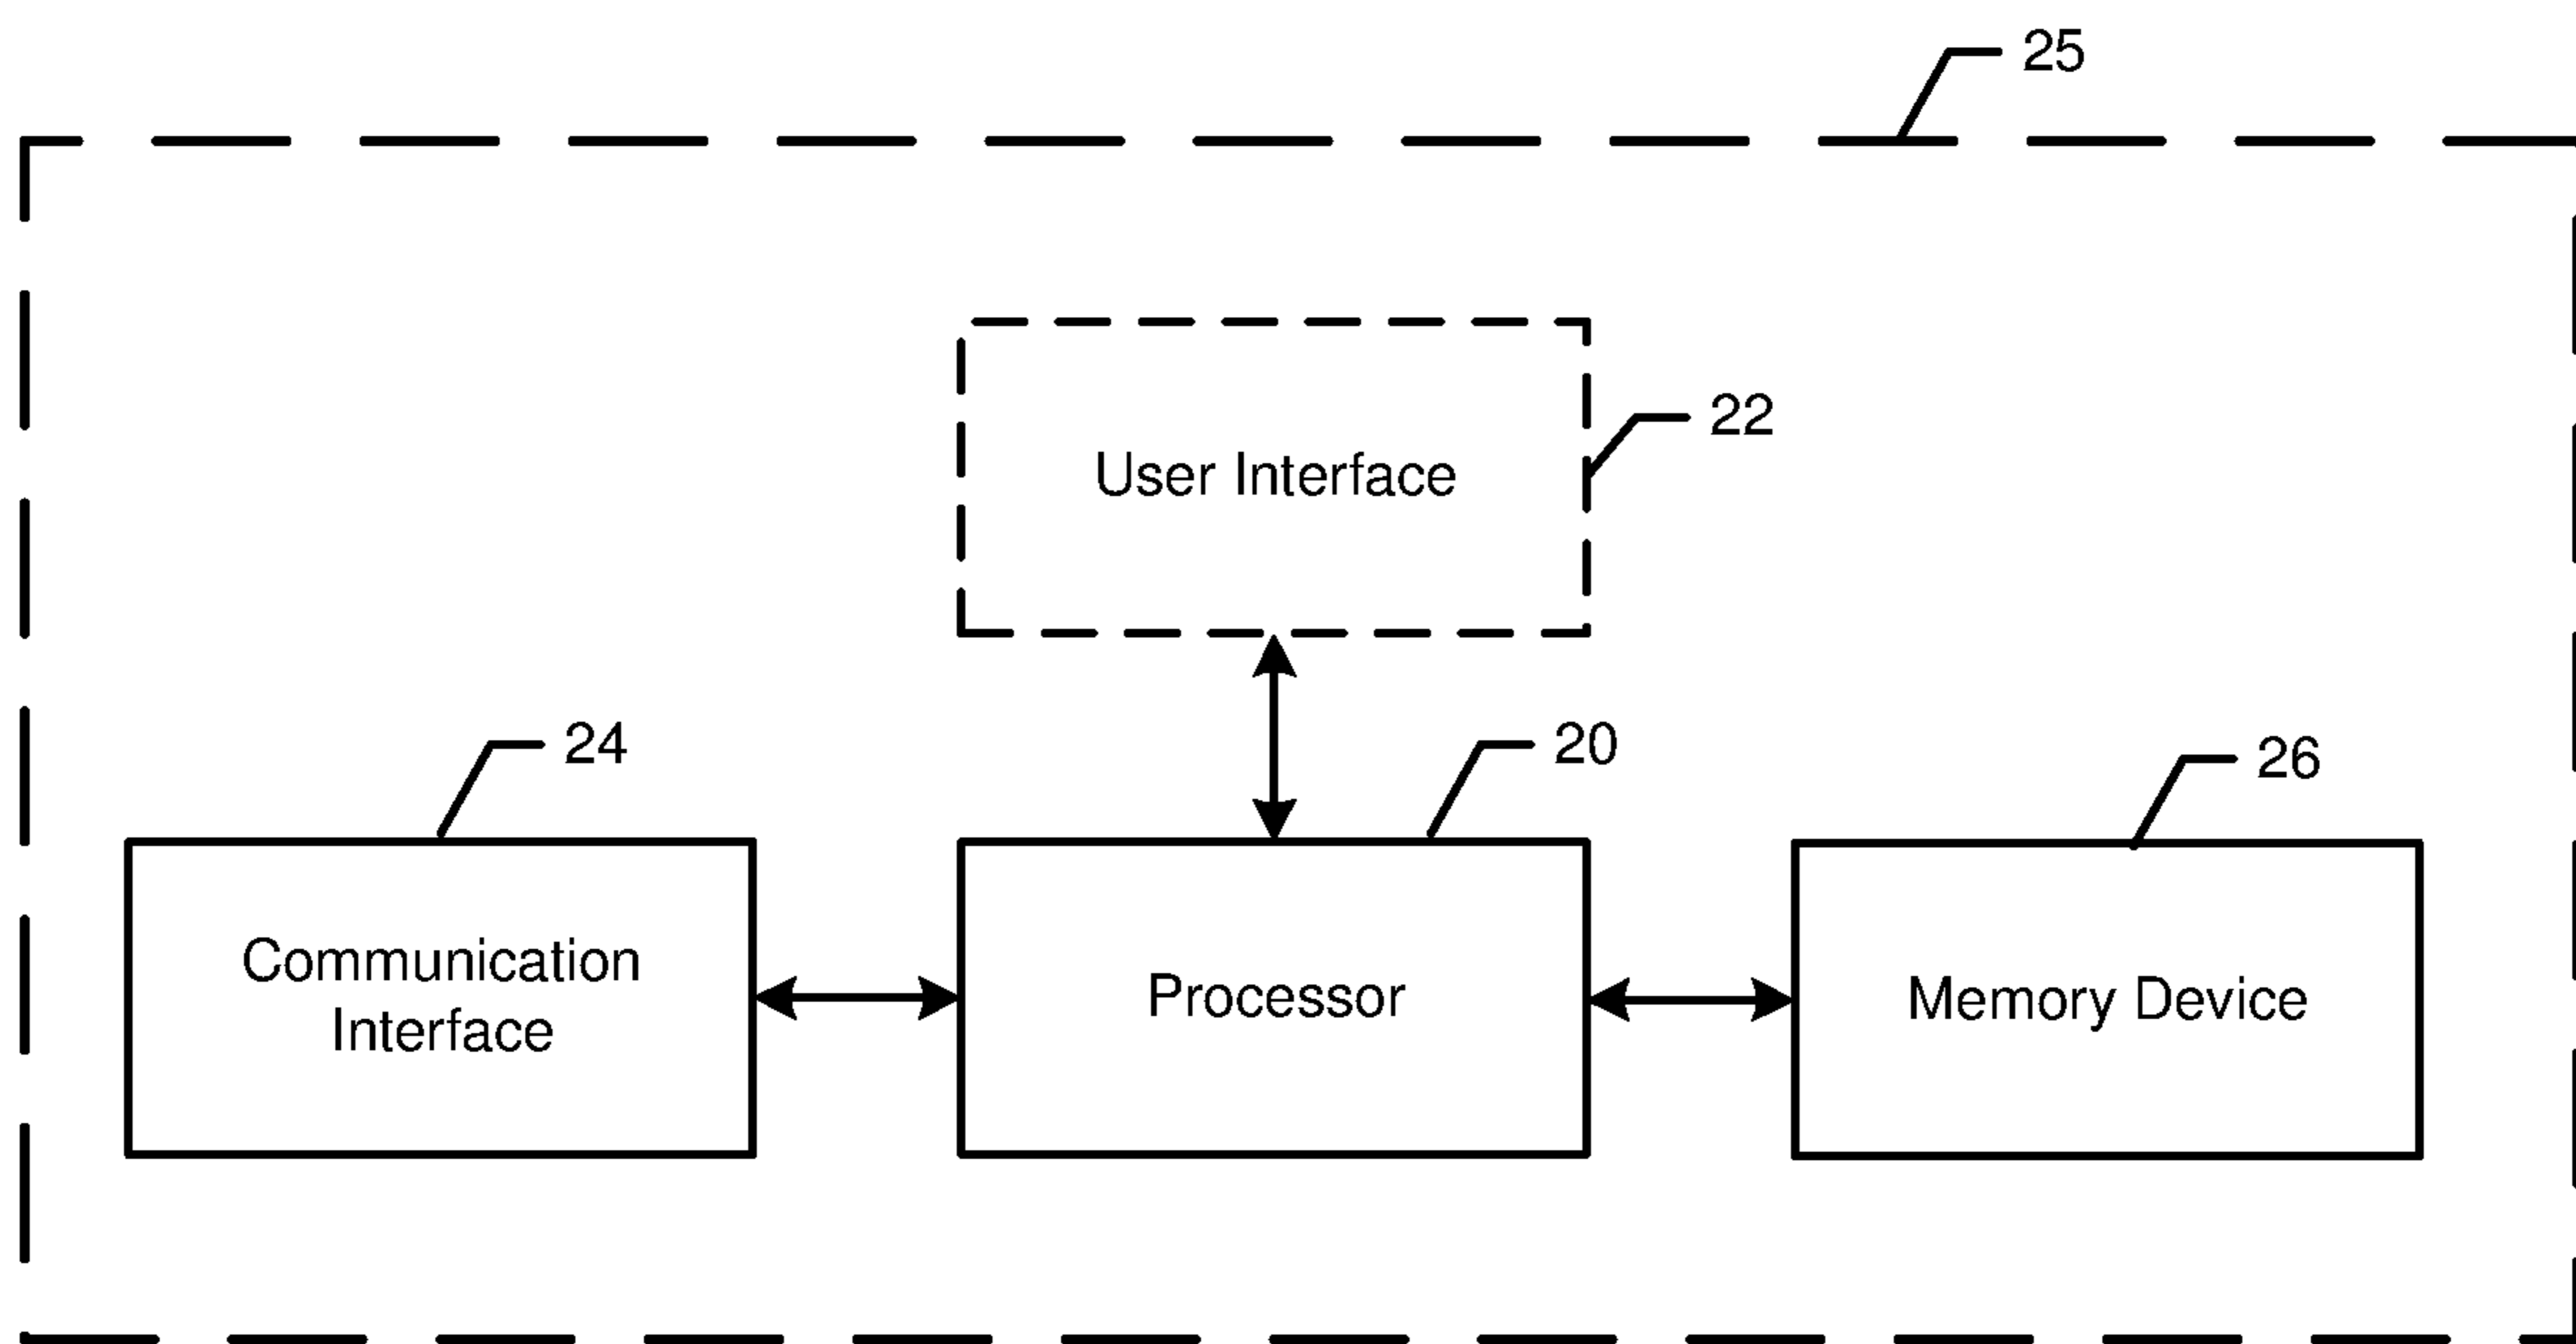 25
22
User Interface
24
20
26
Communication
Interface
Processor
Memory Device